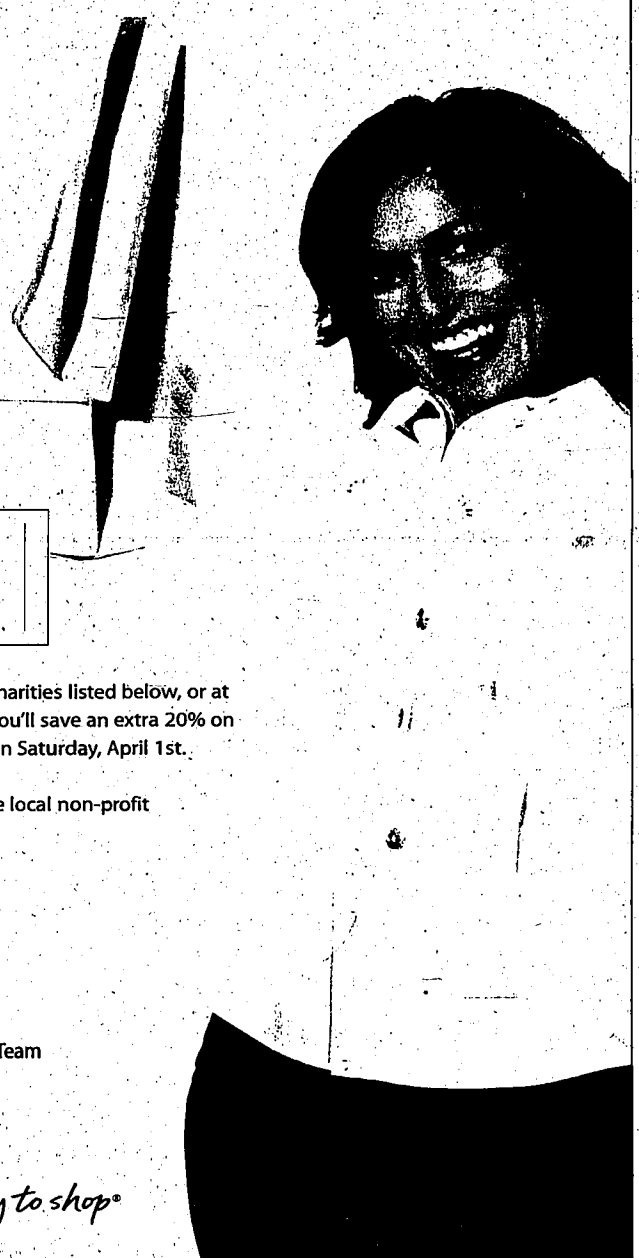 harities listed below, or at
ou'll save an extra 20% on
n Saturday, April 1st.
e local non-profit
Team
y to shop®